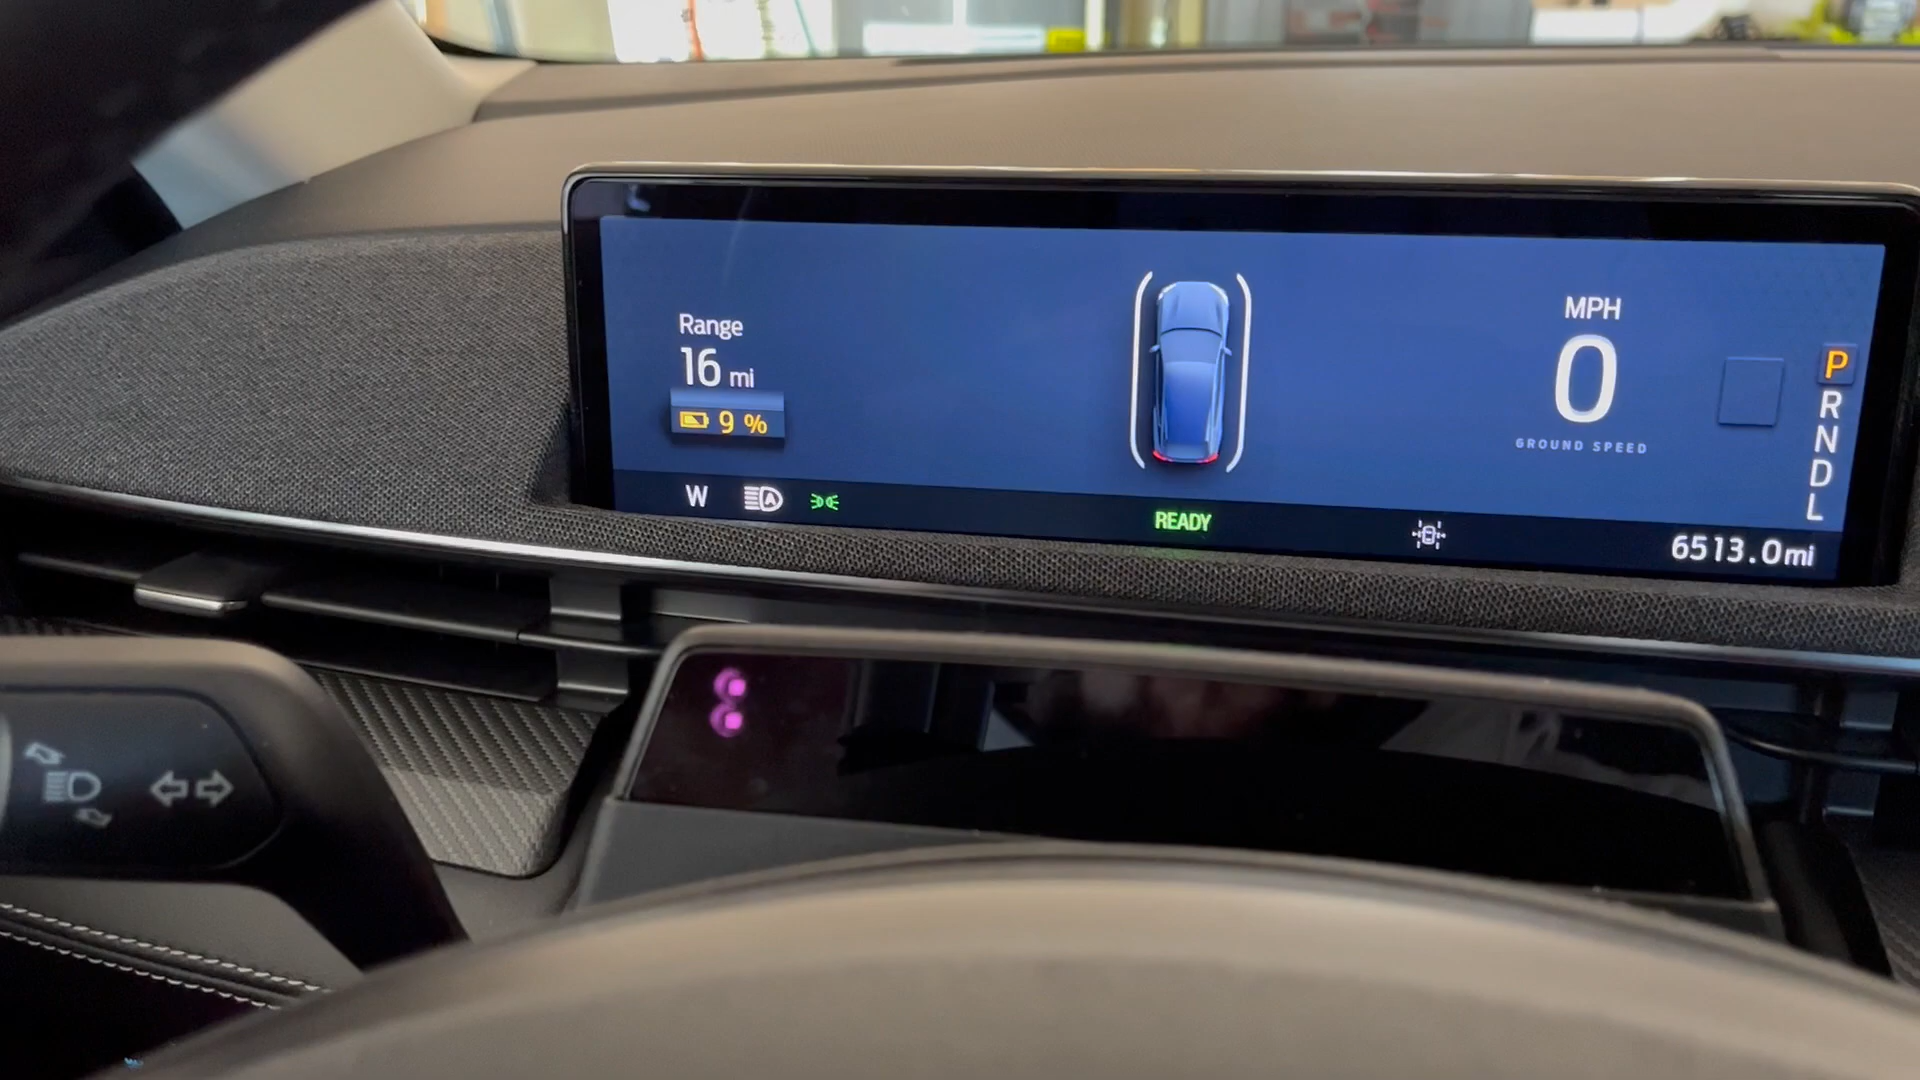 Range
16 mi
9 %
MPH
0
GROUND SPEED
P
R
N
D
L
W
A
READY
6513.0mi